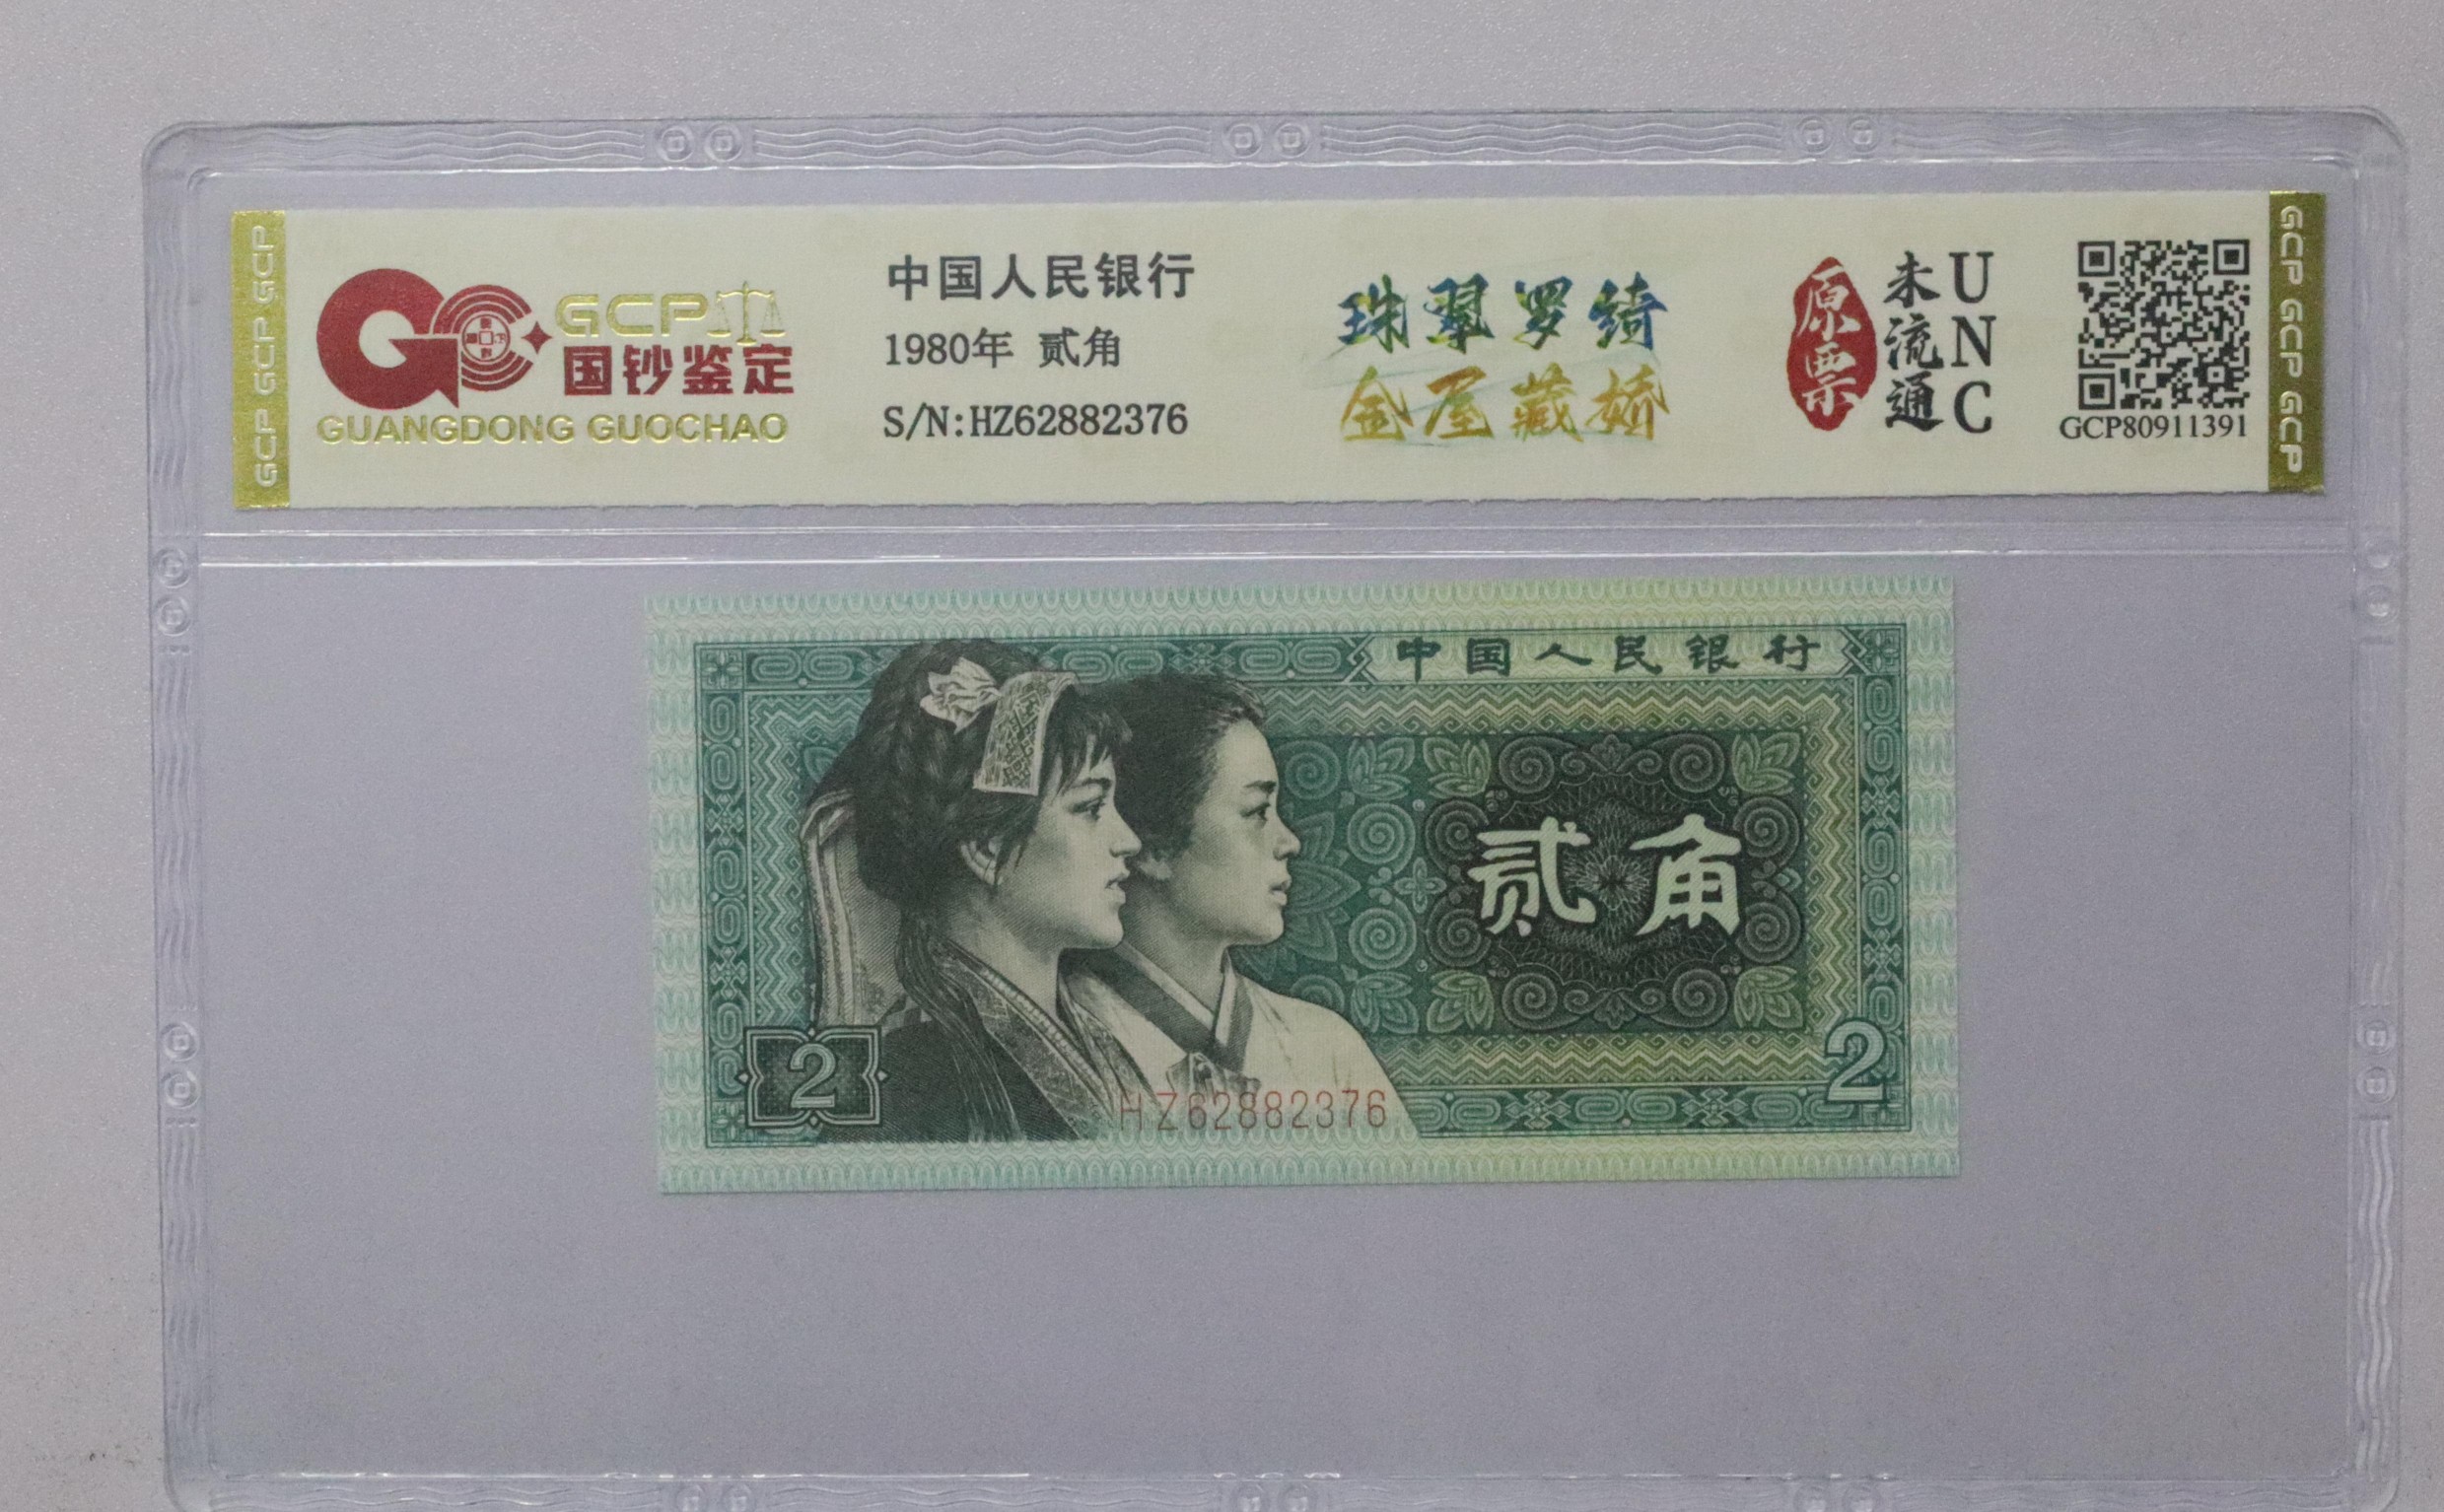 GCP GCP GCP
GCP
国钞鉴定
GUANGDONG GUOCHAO
中国人民银行
1980年 贰角
S/N:HZ62882376
珠翠罗绮
金屋藏娇
原票
未流通
UNC
GCP80911391
GCP GCP GCP GCP
中国人民银行
贰角
2
2
HZ62882376